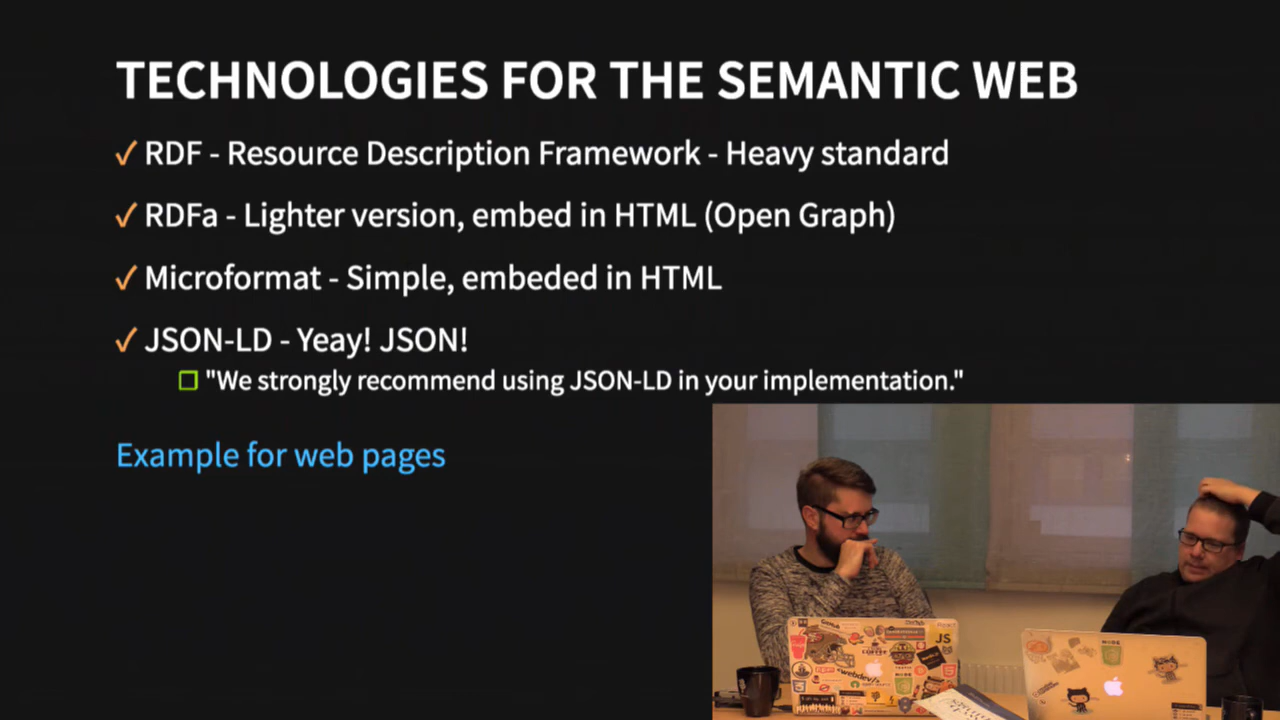 TECHNOLOGIES FOR THE SEMANTIC WEB
✓ RDF - Resource Description Framework - Heavy standard
✓ RDFa - Lighter version, embed in HTML (Open Graph)
✓ Microformat - Simple, embeded in HTML
✓ JSON-LD - Yeay! JSON!
"We strongly recommend using JSON-LD in your implementation."
Example for web pages
JS
webdev